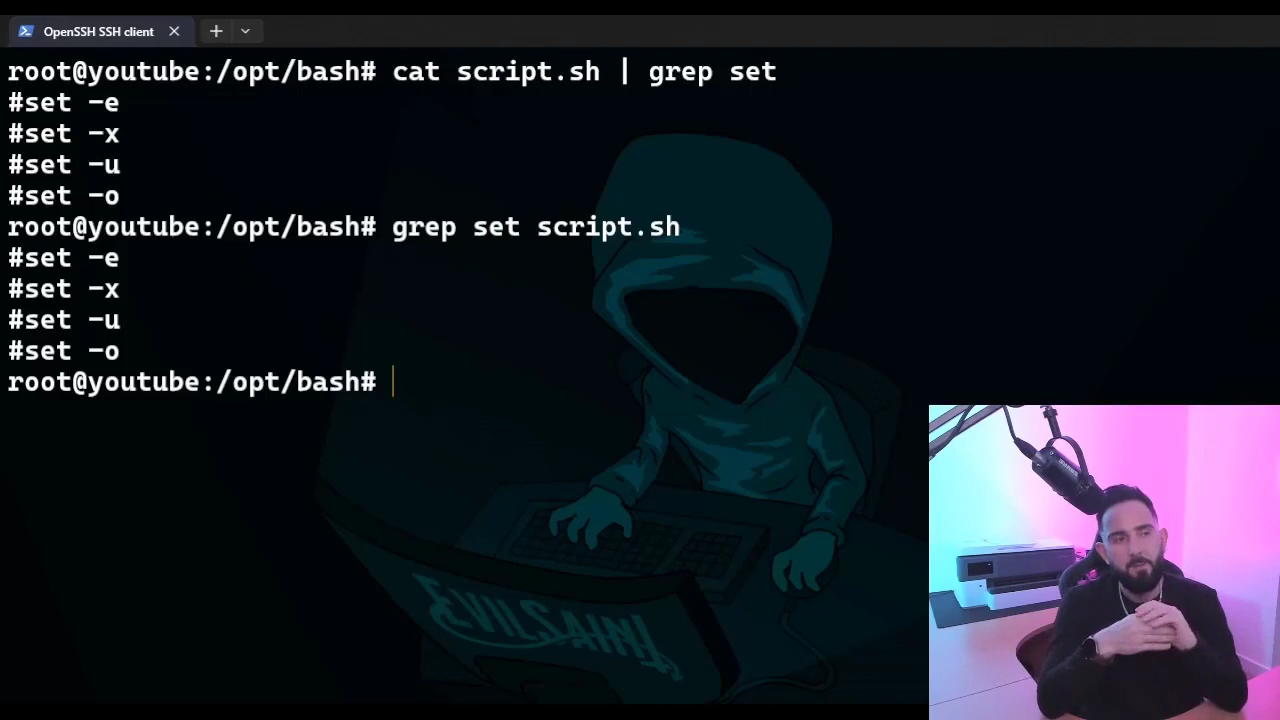 OpenSSH SSH client
root@youtube:/opt/bash# cat script.sh | grep set
#set -e
#set -x
#set -u
#set -o
root@youtube:/opt/bash# grep set script.sh
#set -e
#set -x
#set -u
#set -o
root@youtube:/opt/bash#
EVILSAINT